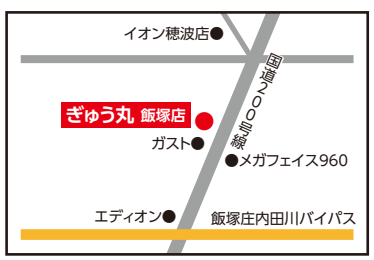 イオン穂波店●
国道200号線
ぎゅう丸 飯塚店
ガスト●
●メガフェイス960
エディオン●
飯塚庄内田川バイパス